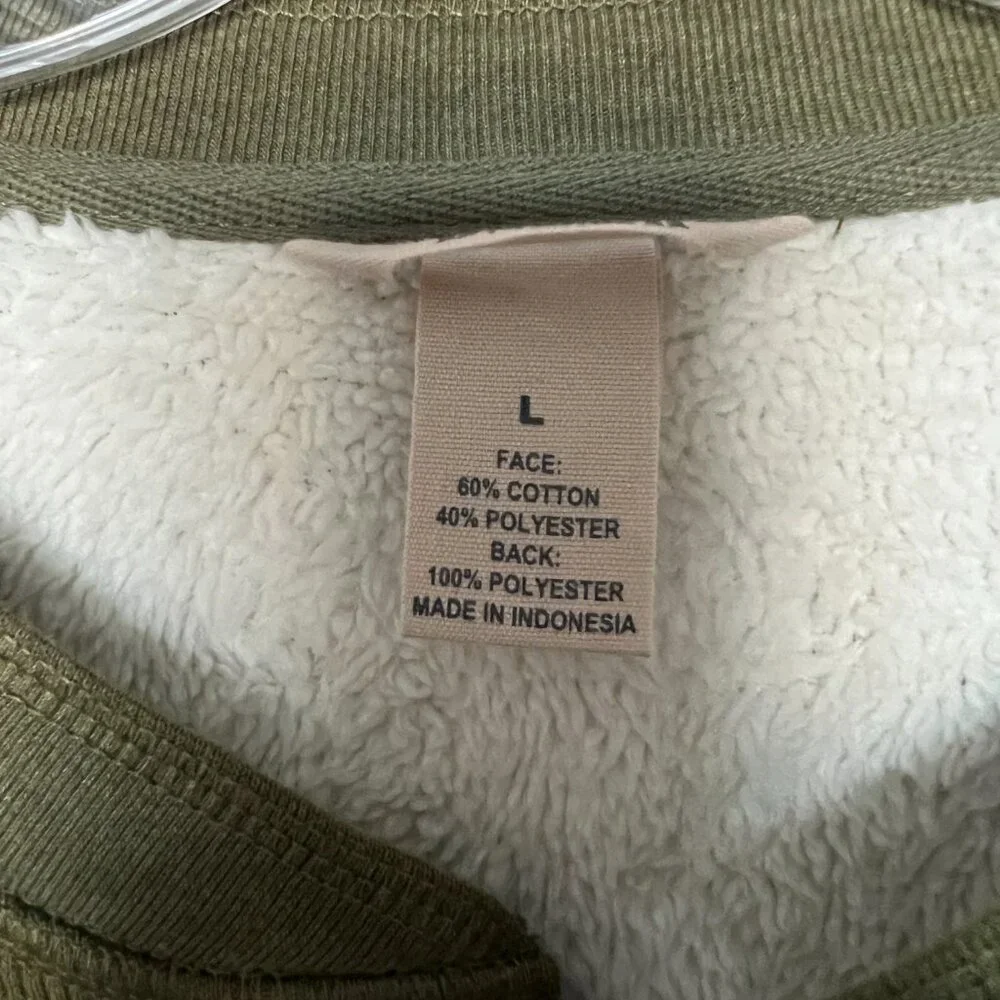 L
FACE:
60% COTTON
40% POLYESTER
BACK:
100% POLYESTER
MADE IN INDONESIA